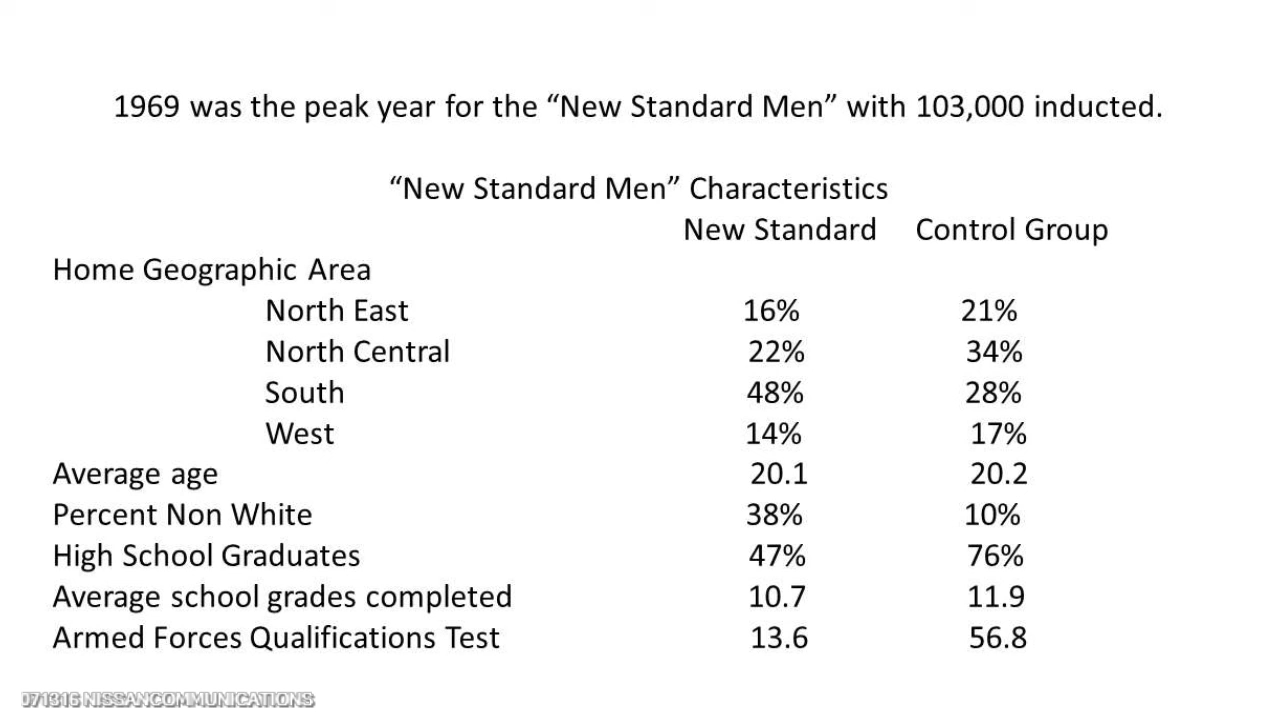 1969 was the peak year for the “New Standard Men” with 103,000 inducted.
“New Standard Men” Characteristics
New Standard Control Group
Home Geographic Area
North East 16% 21%
North Central 22% 34%
South 48% 28%
West 14% 17%
Average age 20.1 20.2
Percent Non White 38% 10%
High School Graduates 47% 76%
Average school grades completed 10.7 11.9
Armed Forces Qualifications Test 13.6 56.8
071316 NISSANCOMMUNICATIONS